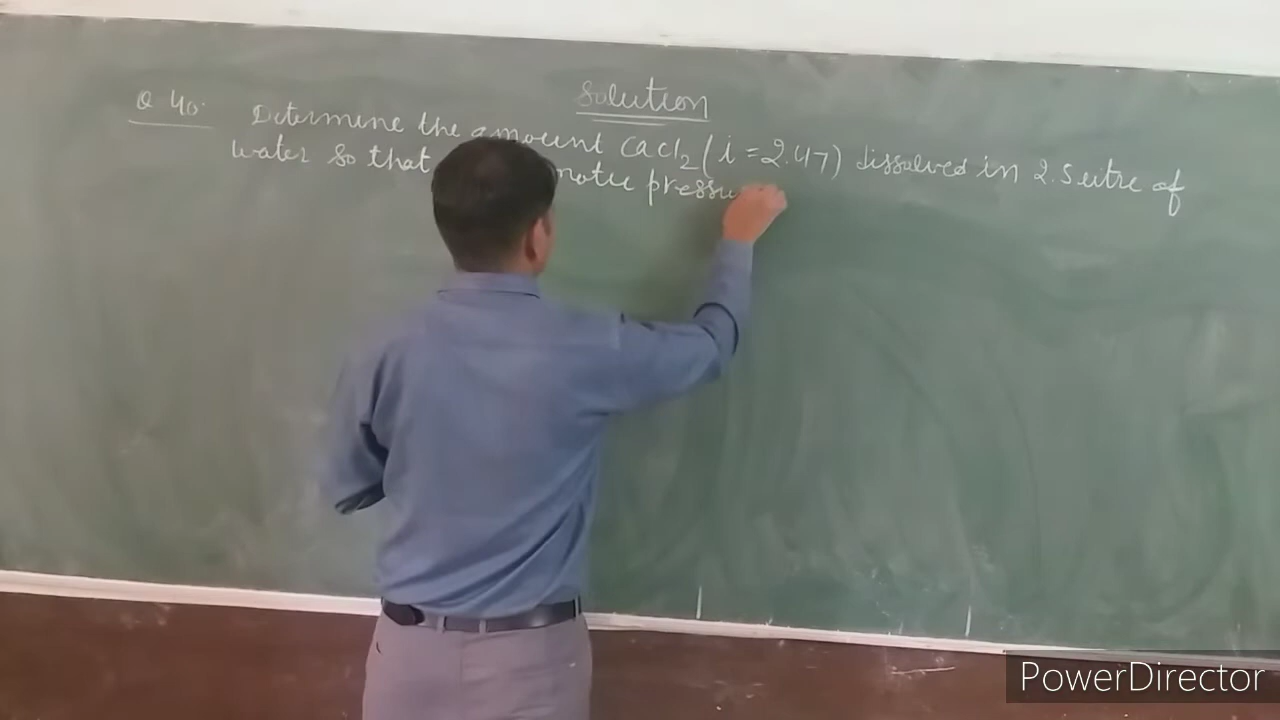 Solution
Q 40. Determine the amount CaCl2 (i = 2.47) dissolved in 2.5 litre of
water so that pressu
PowerDirector